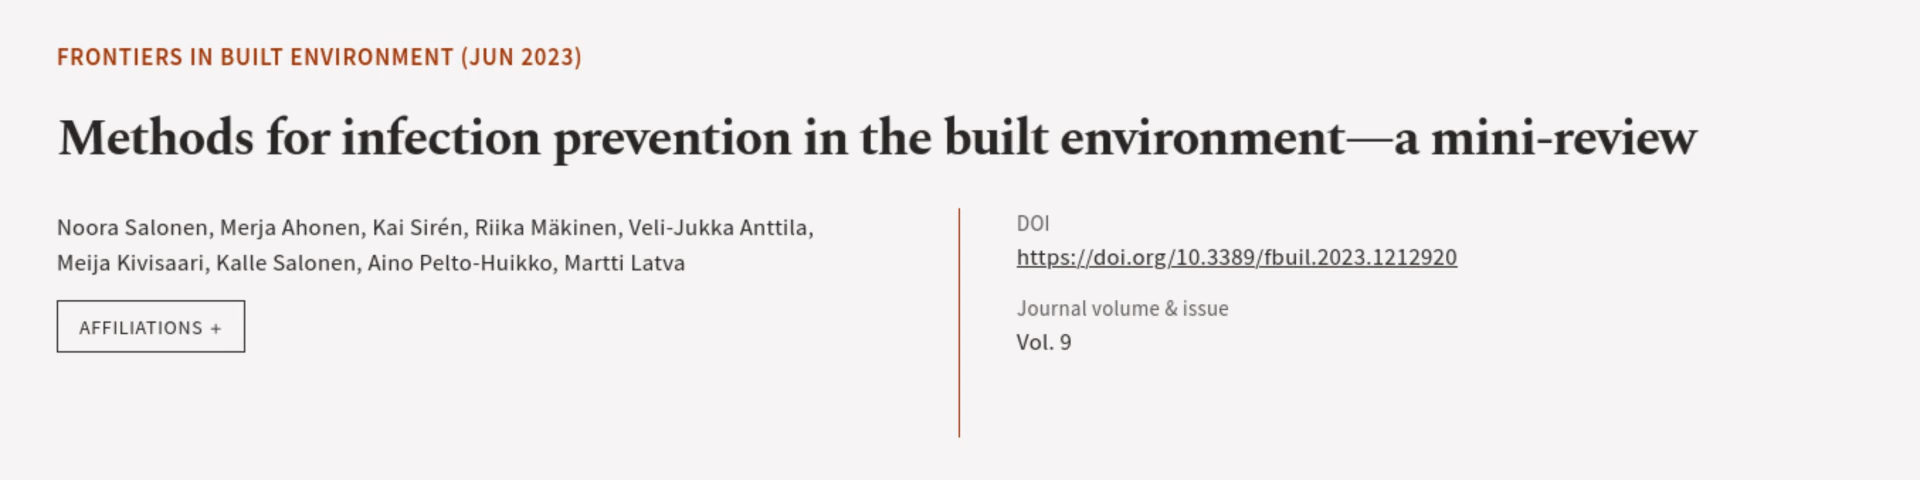 FRONTIERS IN BUILT ENVIRONMENT (JUN 2023)
Methods for infection prevention in the built environment—a mini-review
Noora Salonen, Merja Ahonen, Kai Sirén, Riika Mäkinen, Veli-Jukka Anttila,
Meija Kivisaari, Kalle Salonen, Aino Pelto-Huikko, Martti Latva
AFFILIATIONS +
DOI
https://doi.org/10.3389/fbuil.2023.1212920
Journal volume & issue
Vol. 9